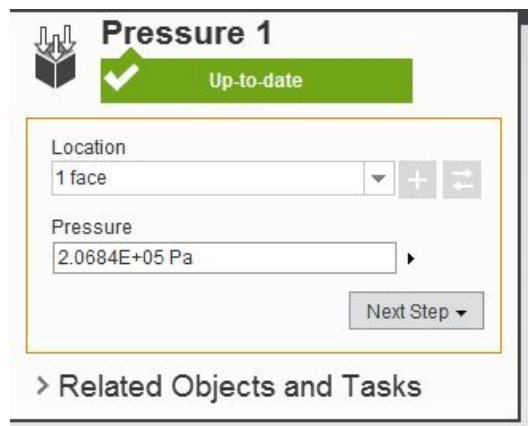 Pressure 1
Up-to-date
Location
1 face
Pressure
2.0684E+05 Pa
Next Step
Related Objects and Tasks